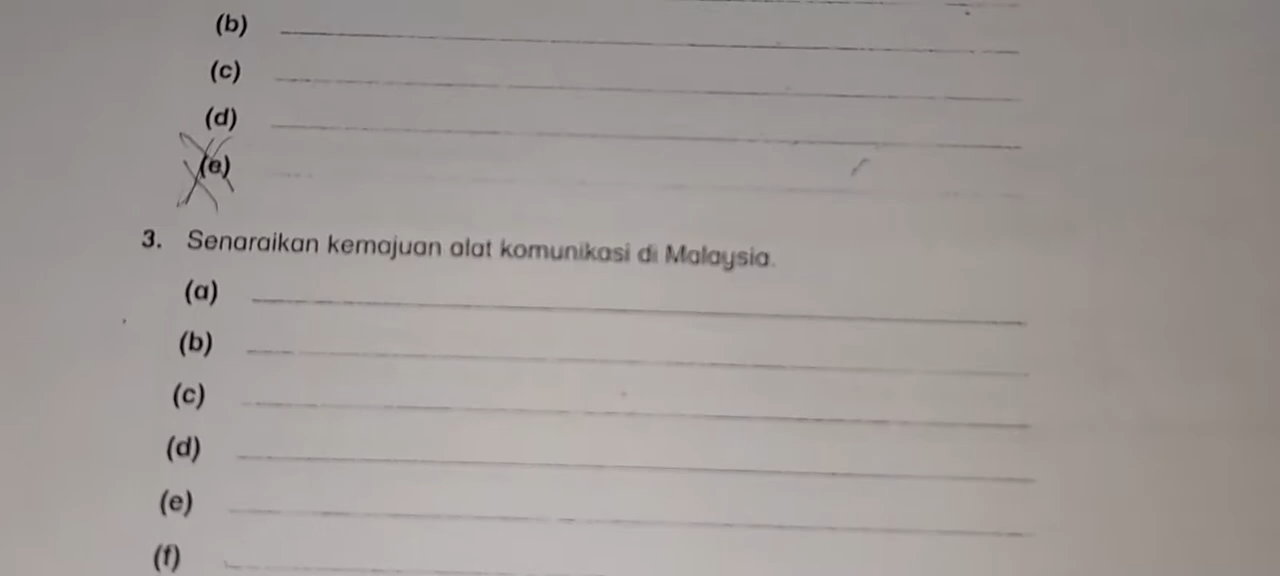 (b)
(c)
(d)
(e)
3. Senaraikan kemajuan alat komunikasi di Malaysia.
(a)
(b)
(c)
(d)
(e)
(f)